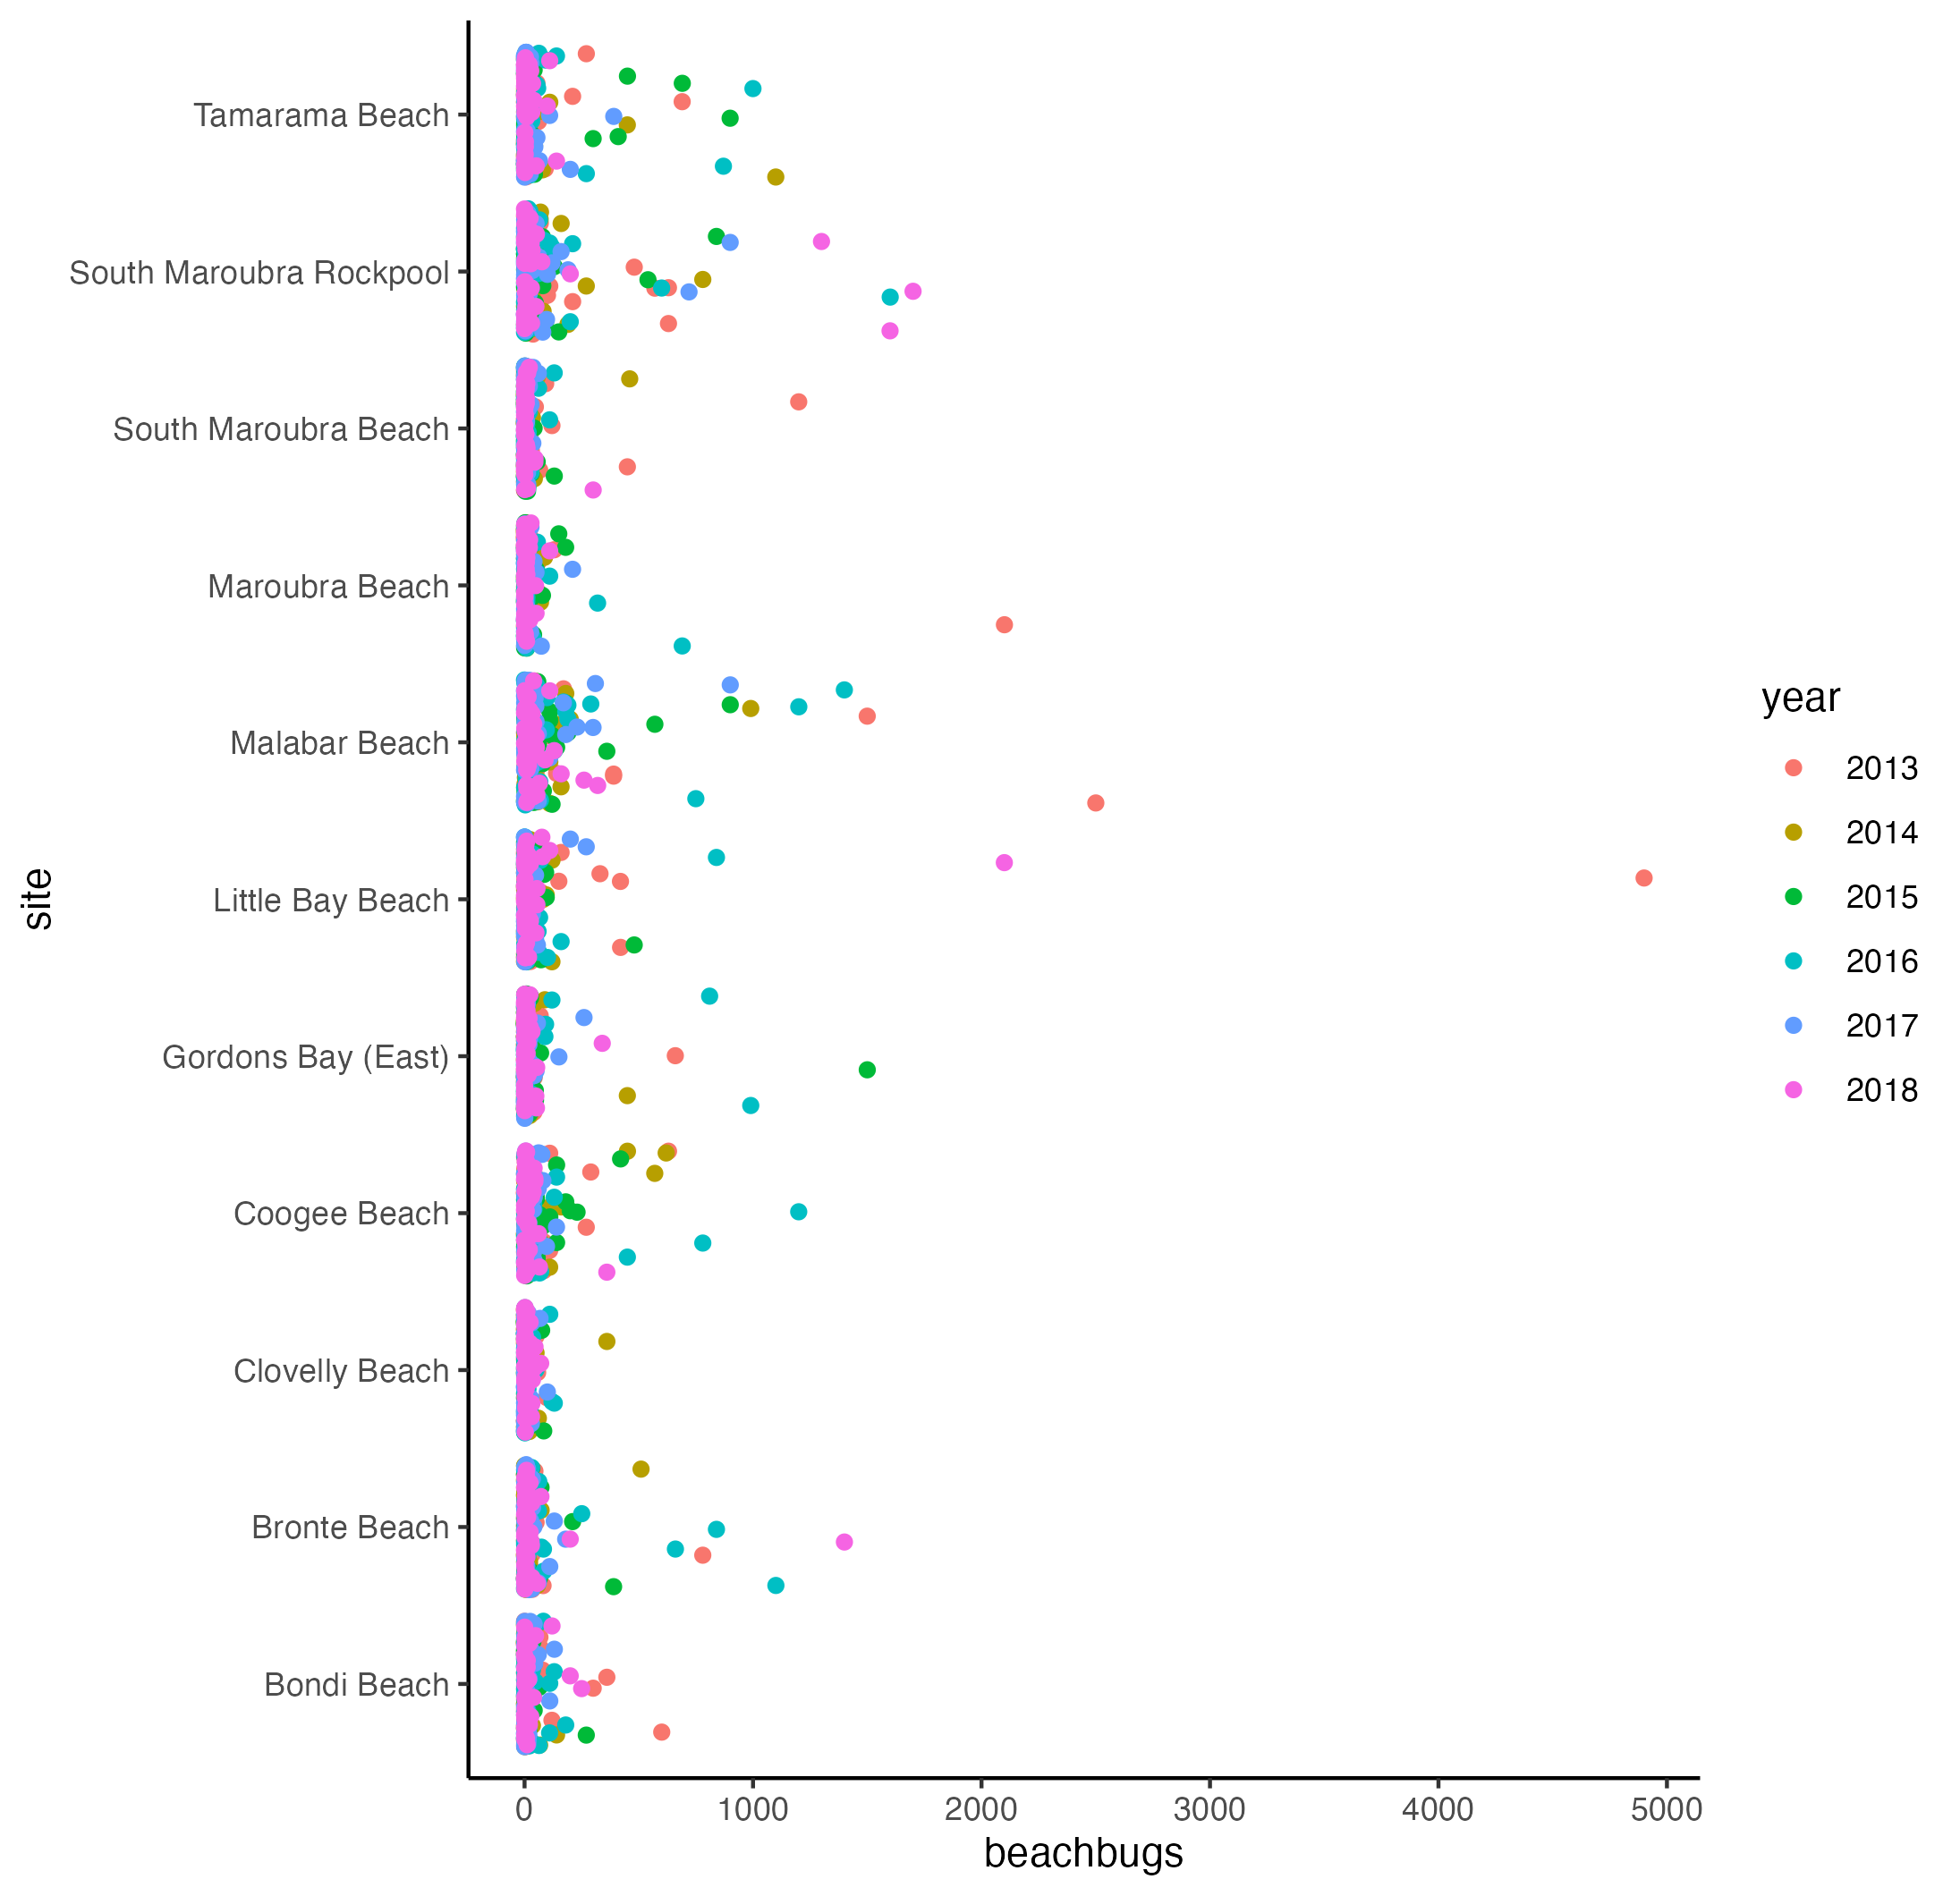 Tamarama Beach
South Maroubra Rockpool
South Maroubra Beach
Maroubra Beach
Malabar Beach
Little Bay Beach
Gordons Bay (East)
Coogee Beach
Clovelly Beach
Bronte Beach
Bondi Beach
site
0 1000 2000 3000 4000 5000
beachbugs
year
2013
2014
2015
2016
2017
2018